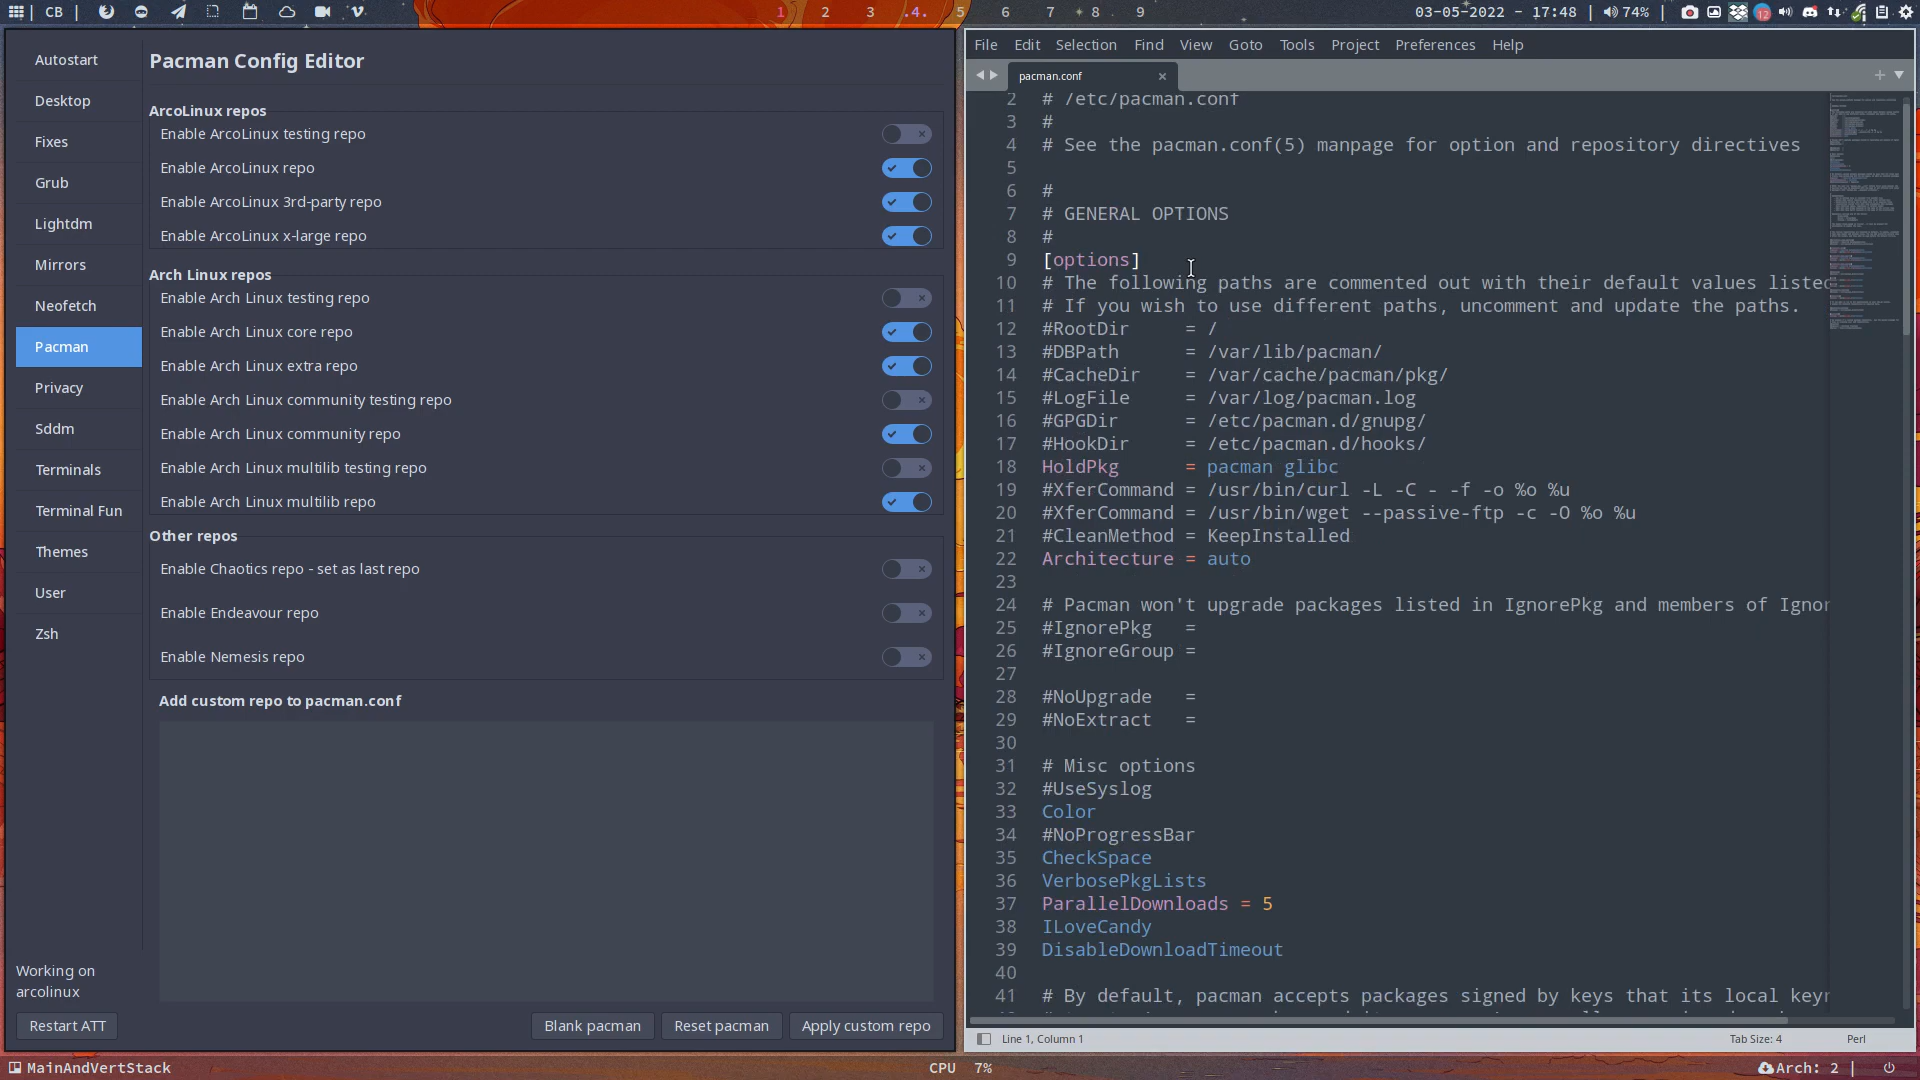 CB
1 2 3 .4. 5 6 7 8 9
03-05-2022 - 17:48 | 74% |
12
Autostart
Desktop
Fixes
Grub
Lightdm
Mirrors
Neofetch
Pacman
Privacy
Sddm
Terminals
Terminal Fun
Themes
User
Zsh
Working on
arcolinux
Restart ATT
Pacman Config Editor
ArcoLinux repos
Enable ArcoLinux testing repo
Enable ArcoLinux repo
Enable ArcoLinux 3rd-party repo
Enable ArcoLinux x-large repo
Arch Linux repos
Enable Arch Linux testing repo
Enable Arch Linux core repo
Enable Arch Linux extra repo
Enable Arch Linux community testing repo
Enable Arch Linux community repo
Enable Arch Linux multilib testing repo
Enable Arch Linux multilib repo
Other repos
Enable Chaotics repo - set as last repo
Enable Endeavour repo
Enable Nemesis repo
Add custom repo to pacman.conf
Blank pacman Reset pacman Apply custom repo
File Edit Selection Find View Goto Tools Project Preferences Help
pacman.conf
2 # /etc/pacman.conf
3 #
4 # See the pacman.conf(5) manpage for option and repository directives
5
6 #
7 # GENERAL OPTIONS
8 #
9 [options]
10 # The following paths are commented out with their default values listed
11 # If you wish to use different paths, uncomment and update the paths.
12 #RootDir = /
13 #DBPath = /var/lib/pacman/
14 #CacheDir = /var/cache/pacman/pkg/
15 #LogFile = /var/log/pacman.log
16 #GPGDir = /etc/pacman.d/gnupg/
17 #HookDir = /etc/pacman.d/hooks/
18 HoldPkg = pacman glibc
19 #XferCommand = /usr/bin/curl -L -C - -f -o %o %u
20 #XferCommand = /usr/bin/wget --passive-ftp -c -O %o %u
21 #CleanMethod = KeepInstalled
22 Architecture = auto
23
24 # Pacman won't upgrade packages listed in IgnorePkg and members of Ignor
25 #IgnorePkg =
26 #IgnoreGroup =
27
28 #NoUpgrade =
29 #NoExtract =
30
31 # Misc options
32 #UseSyslog
33 Color
34 #NoProgressBar
35 CheckSpace
36 VerbosePkgLists
37 ParallelDownloads = 5
38 ILoveCandy
39 DisableDownloadTimeout
40
41 # By default, pacman accepts packages signed by keys that its local keyr
Line 1, Column 1 Tab Size: 4 Perl
MainAndVertStack CPU 7% Arch: 2 |